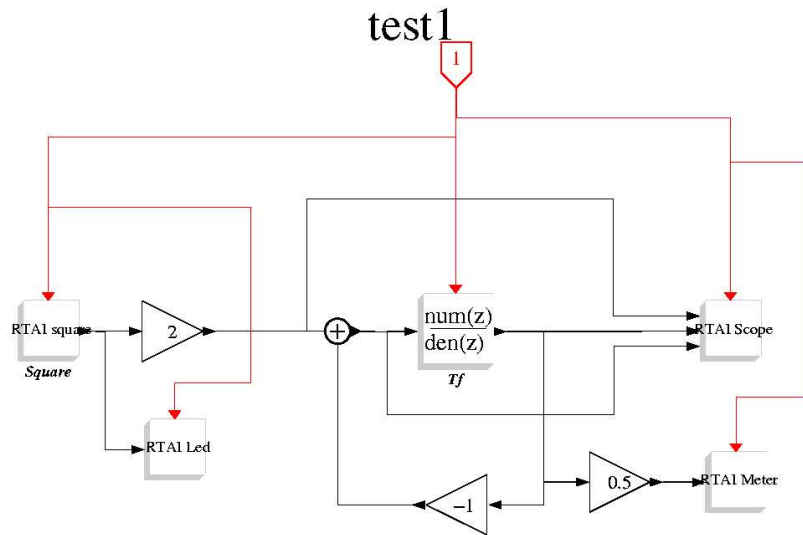 test1
1
RTAI square
Square
2
+
num(z)
den(z)
Tf
RTAI Scope
RTAI Led
−1
0.5
RTAI Meter